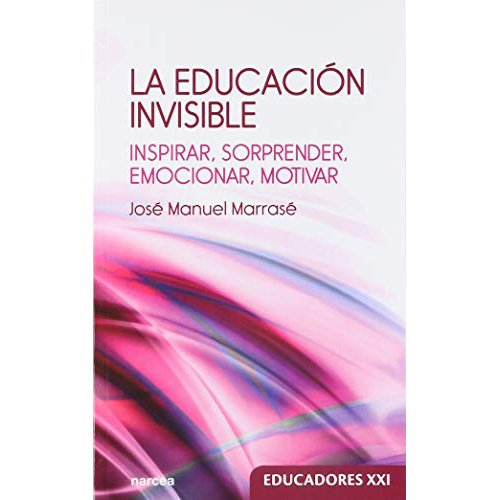 LA EDUCACIÓN
INVISIBLE
INSPIRAR, SORPRENDER,
EMOCIONAR, MOTIVAR
José Manuel Marrasé
narcea
EDUCADORES XXI